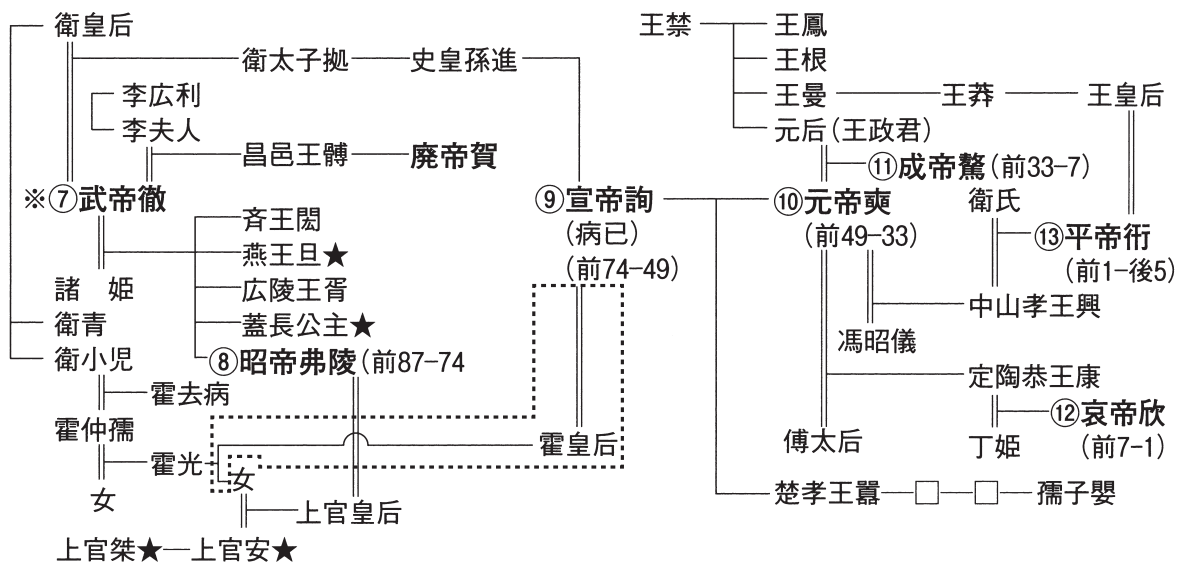 衛皇后
衛太子拠
史皇孫進
李広利
李夫人
昌邑王髆
廃帝賀
※⑦武帝徹
斉王閎
燕王旦★
広陵王胥
蓋長公主★
⑧昭帝弗陵(前87−74
諸　姫
衛青
衛小児
霍去病
霍仲孺
霍光
女
女
上官皇后
上官桀★
上官安★
⑨宣帝詢
(病已)
(前74−49)
霍皇后
王禁
王鳳
王根
王曼
王莽
王皇后
元后(王政君)
⑪成帝驁(前33−7)
⑩元帝奭
(前49−33)
衛氏
⑬平帝衎
(前1−後5)
中山孝王興
馮昭儀
定陶恭王康
⑫哀帝欣
(前7−1)
傅太后
丁姫
楚孝王囂
孺子嬰